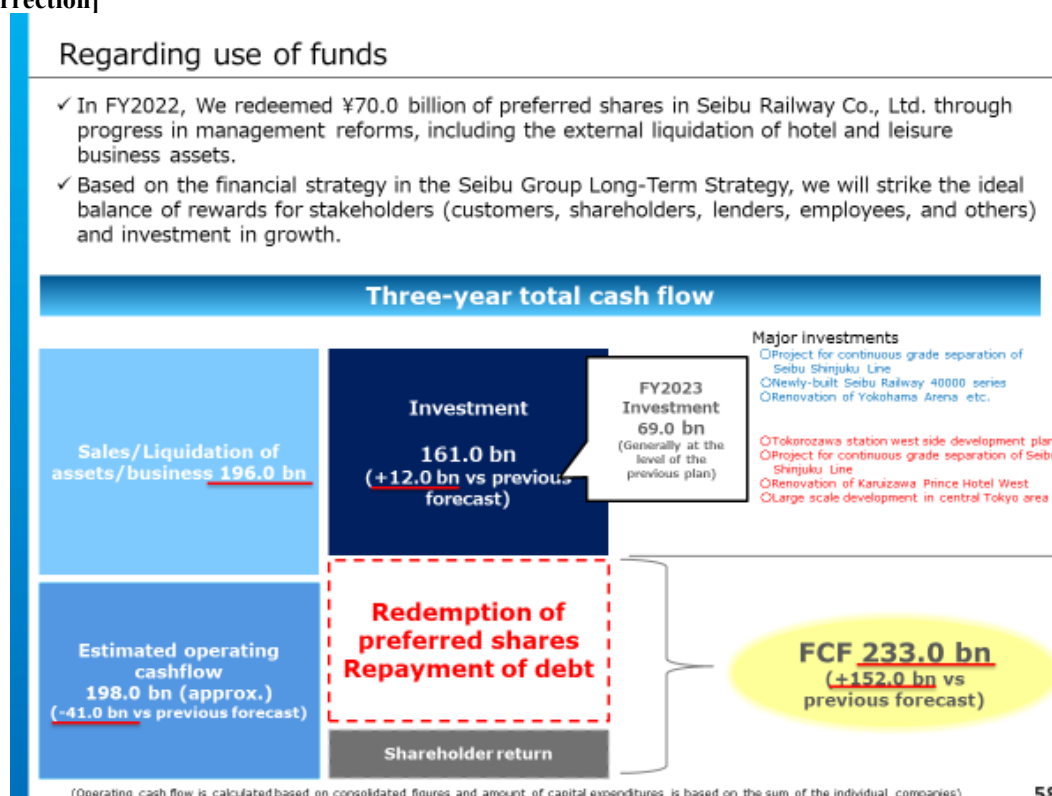 rrection]
Regarding use of funds
✓ In FY2022, We redeemed ¥70.0 billion of preferred shares in Seibu Railway Co., Ltd. through
progress in management reforms, including the external liquidation of hotel and leisure
business assets.
✓ Based on the financial strategy in the Seibu Group Long-Term Strategy, we will strike the ideal
balance of rewards for stakeholders (customers, shareholders, lenders, employees, and others)
and investment in growth.
Three-year total cash flow
Sales/Liquidation of
assets/business 196.0 bn
Estimated operating
cashflow
198.0 bn (approx.)
(-41.0 bn vs previous forecast)
Investment
161.0 bn
(+12.0 bn vs previous
forecast)
Redemption of
preferred shares
Repayment of debt
Shareholder return
FY2023
Investment
69.0 bn
(Generally at the
level of the
previous plan)
Major investments
○Project for continuous grade separation of
Seibu Shinjuku Line
○Newly-built Seibu Railway 40000 series
○Renovation of Yokohama Arena etc.
○Tokorozawa station west side development plan
○Project for continuous grade separation of Seibu
Shinjuku Line
○Renovation of Karuizawa Prince Hotel West
○Large scale development in central Tokyo area
FCF 233.0 bn
(+152.0 bn vs
previous forecast)
(Operating cash flow is calculated based on consolidated figures and amount of capital expenditures is based on the sum of the individual companies)
58